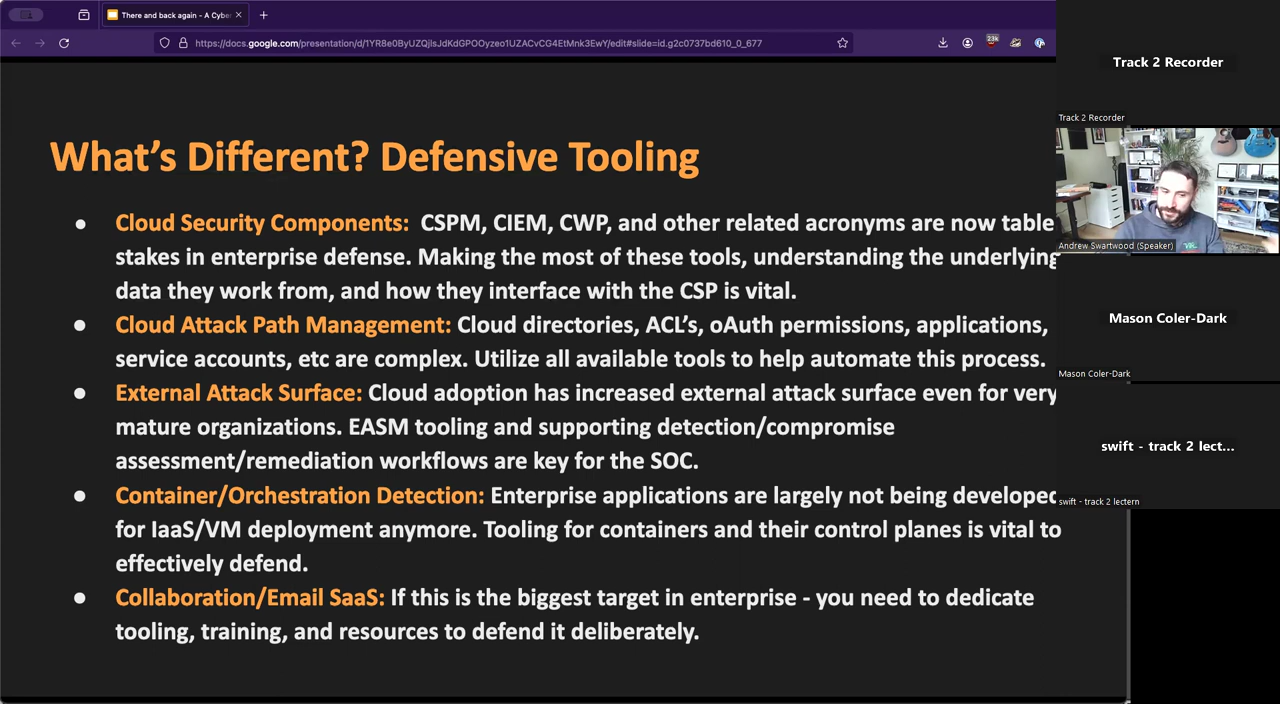 There and back again - A Cyber
https://docs.google.com/presentation/d/1YR8e0ByUZQjlsJdKdGPOOyzeo1UZACvCG4EtMnk3EwY/edit#slide=id.g2c0737bd610_0_677
23k
What's Different? Defensive Tooling
Cloud Security Components: CSPM, CIEM, CWP, and other related acronyms are now table
stakes in enterprise defense. Making the most of these tools, understanding the underlying
data they work from, and how they interface with the CSP is vital.
Cloud Attack Path Management: Cloud directories, ACL's, oAuth permissions, applications,
service accounts, etc are complex. Utilize all available tools to help automate this process.
External Attack Surface: Cloud adoption has increased external attack surface even for very
mature organizations. EASM tooling and supporting detection/compromise
assessment/remediation workflows are key for the SOC.
Container/Orchestration Detection: Enterprise applications are largely not being developed
for IaaS/VM deployment anymore. Tooling for containers and their control planes is vital to
effectively defend.
Collaboration/Email SaaS: If this is the biggest target in enterprise - you need to dedicate
tooling, training, and resources to defend it deliberately.
Track 2 Recorder
Track 2 Recorder
Andrew Swartwood (Speaker)
Mason Coler-Dark
Mason Coler-Dark
swift - track 2 lect...
swift - track 2 lectern